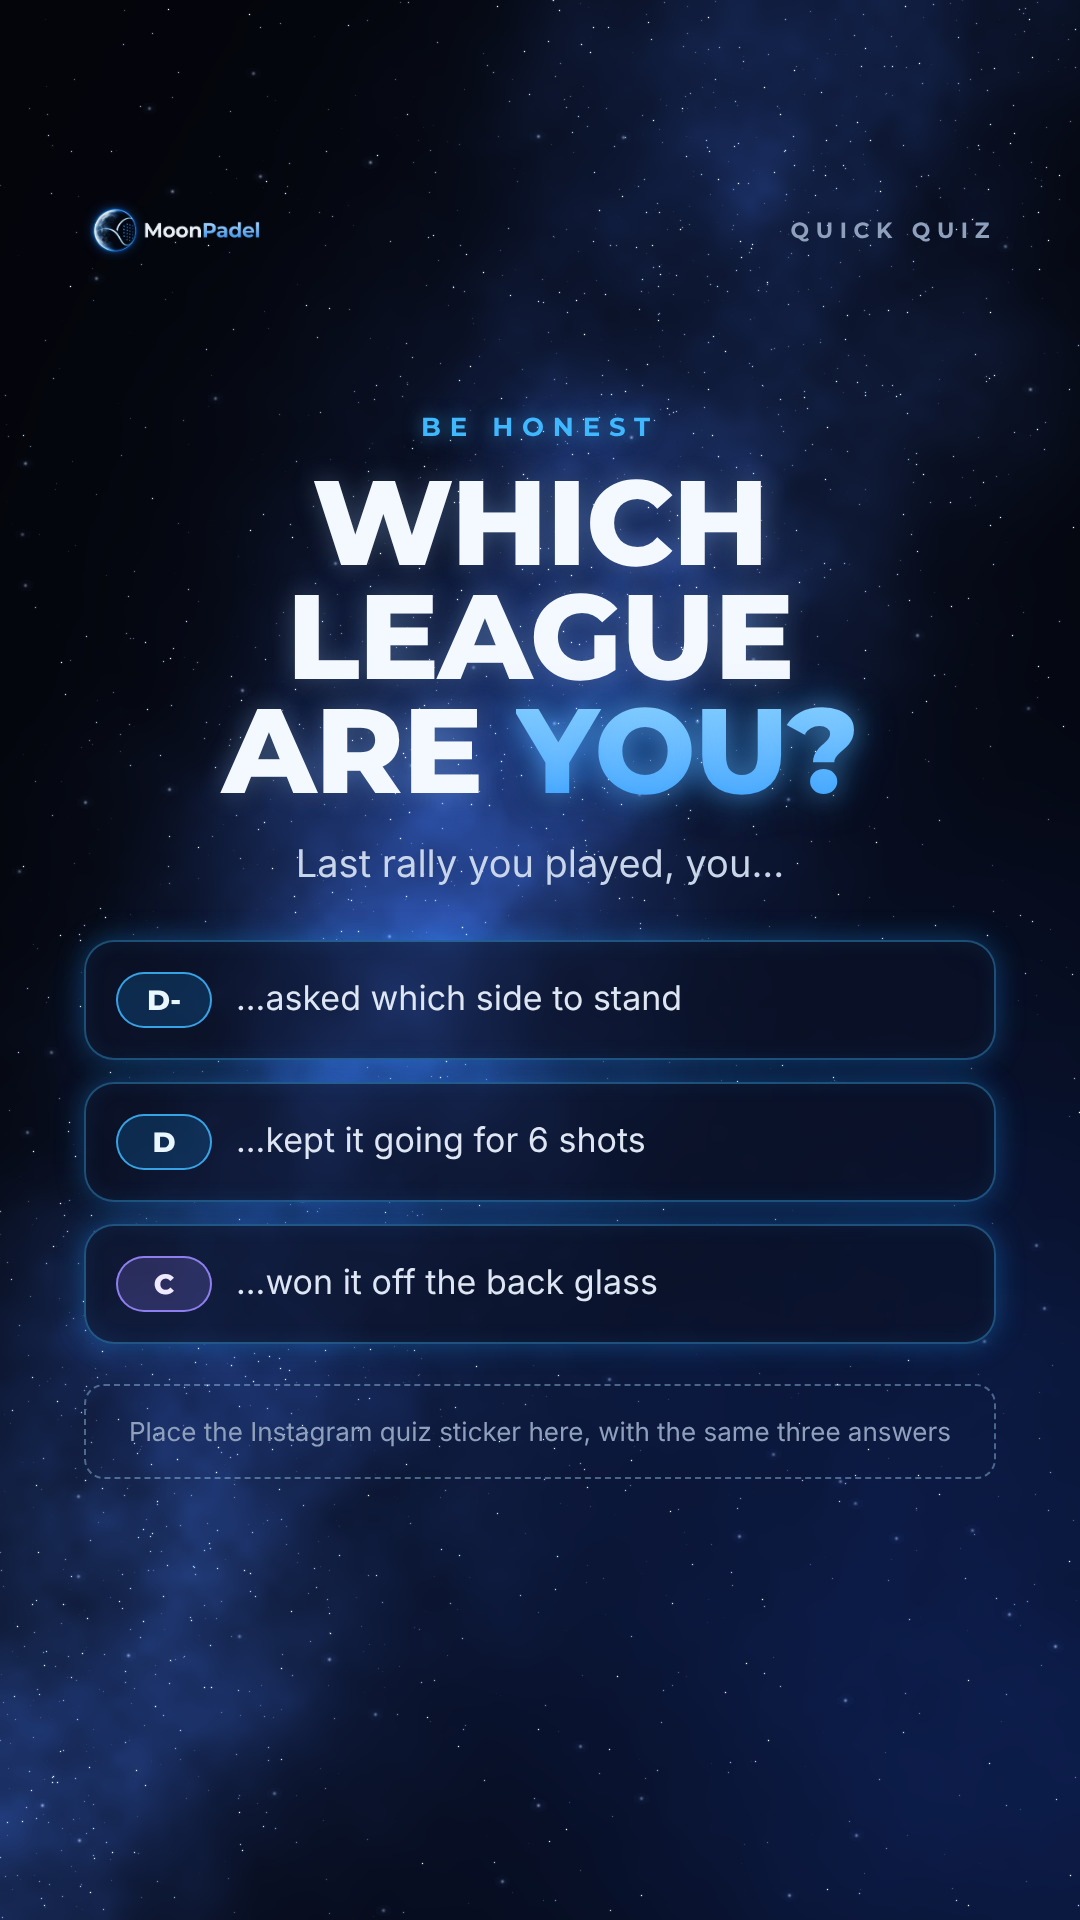 MoonPadel
QUICK QUIZ
BE HONEST
WHICH
LEAGUE
ARE YOU?
Last rally you played, you...
D- ...asked which side to stand
D ...kept it going for 6 shots
C ...won it off the back glass
Place the Instagram quiz sticker here, with the same three answers